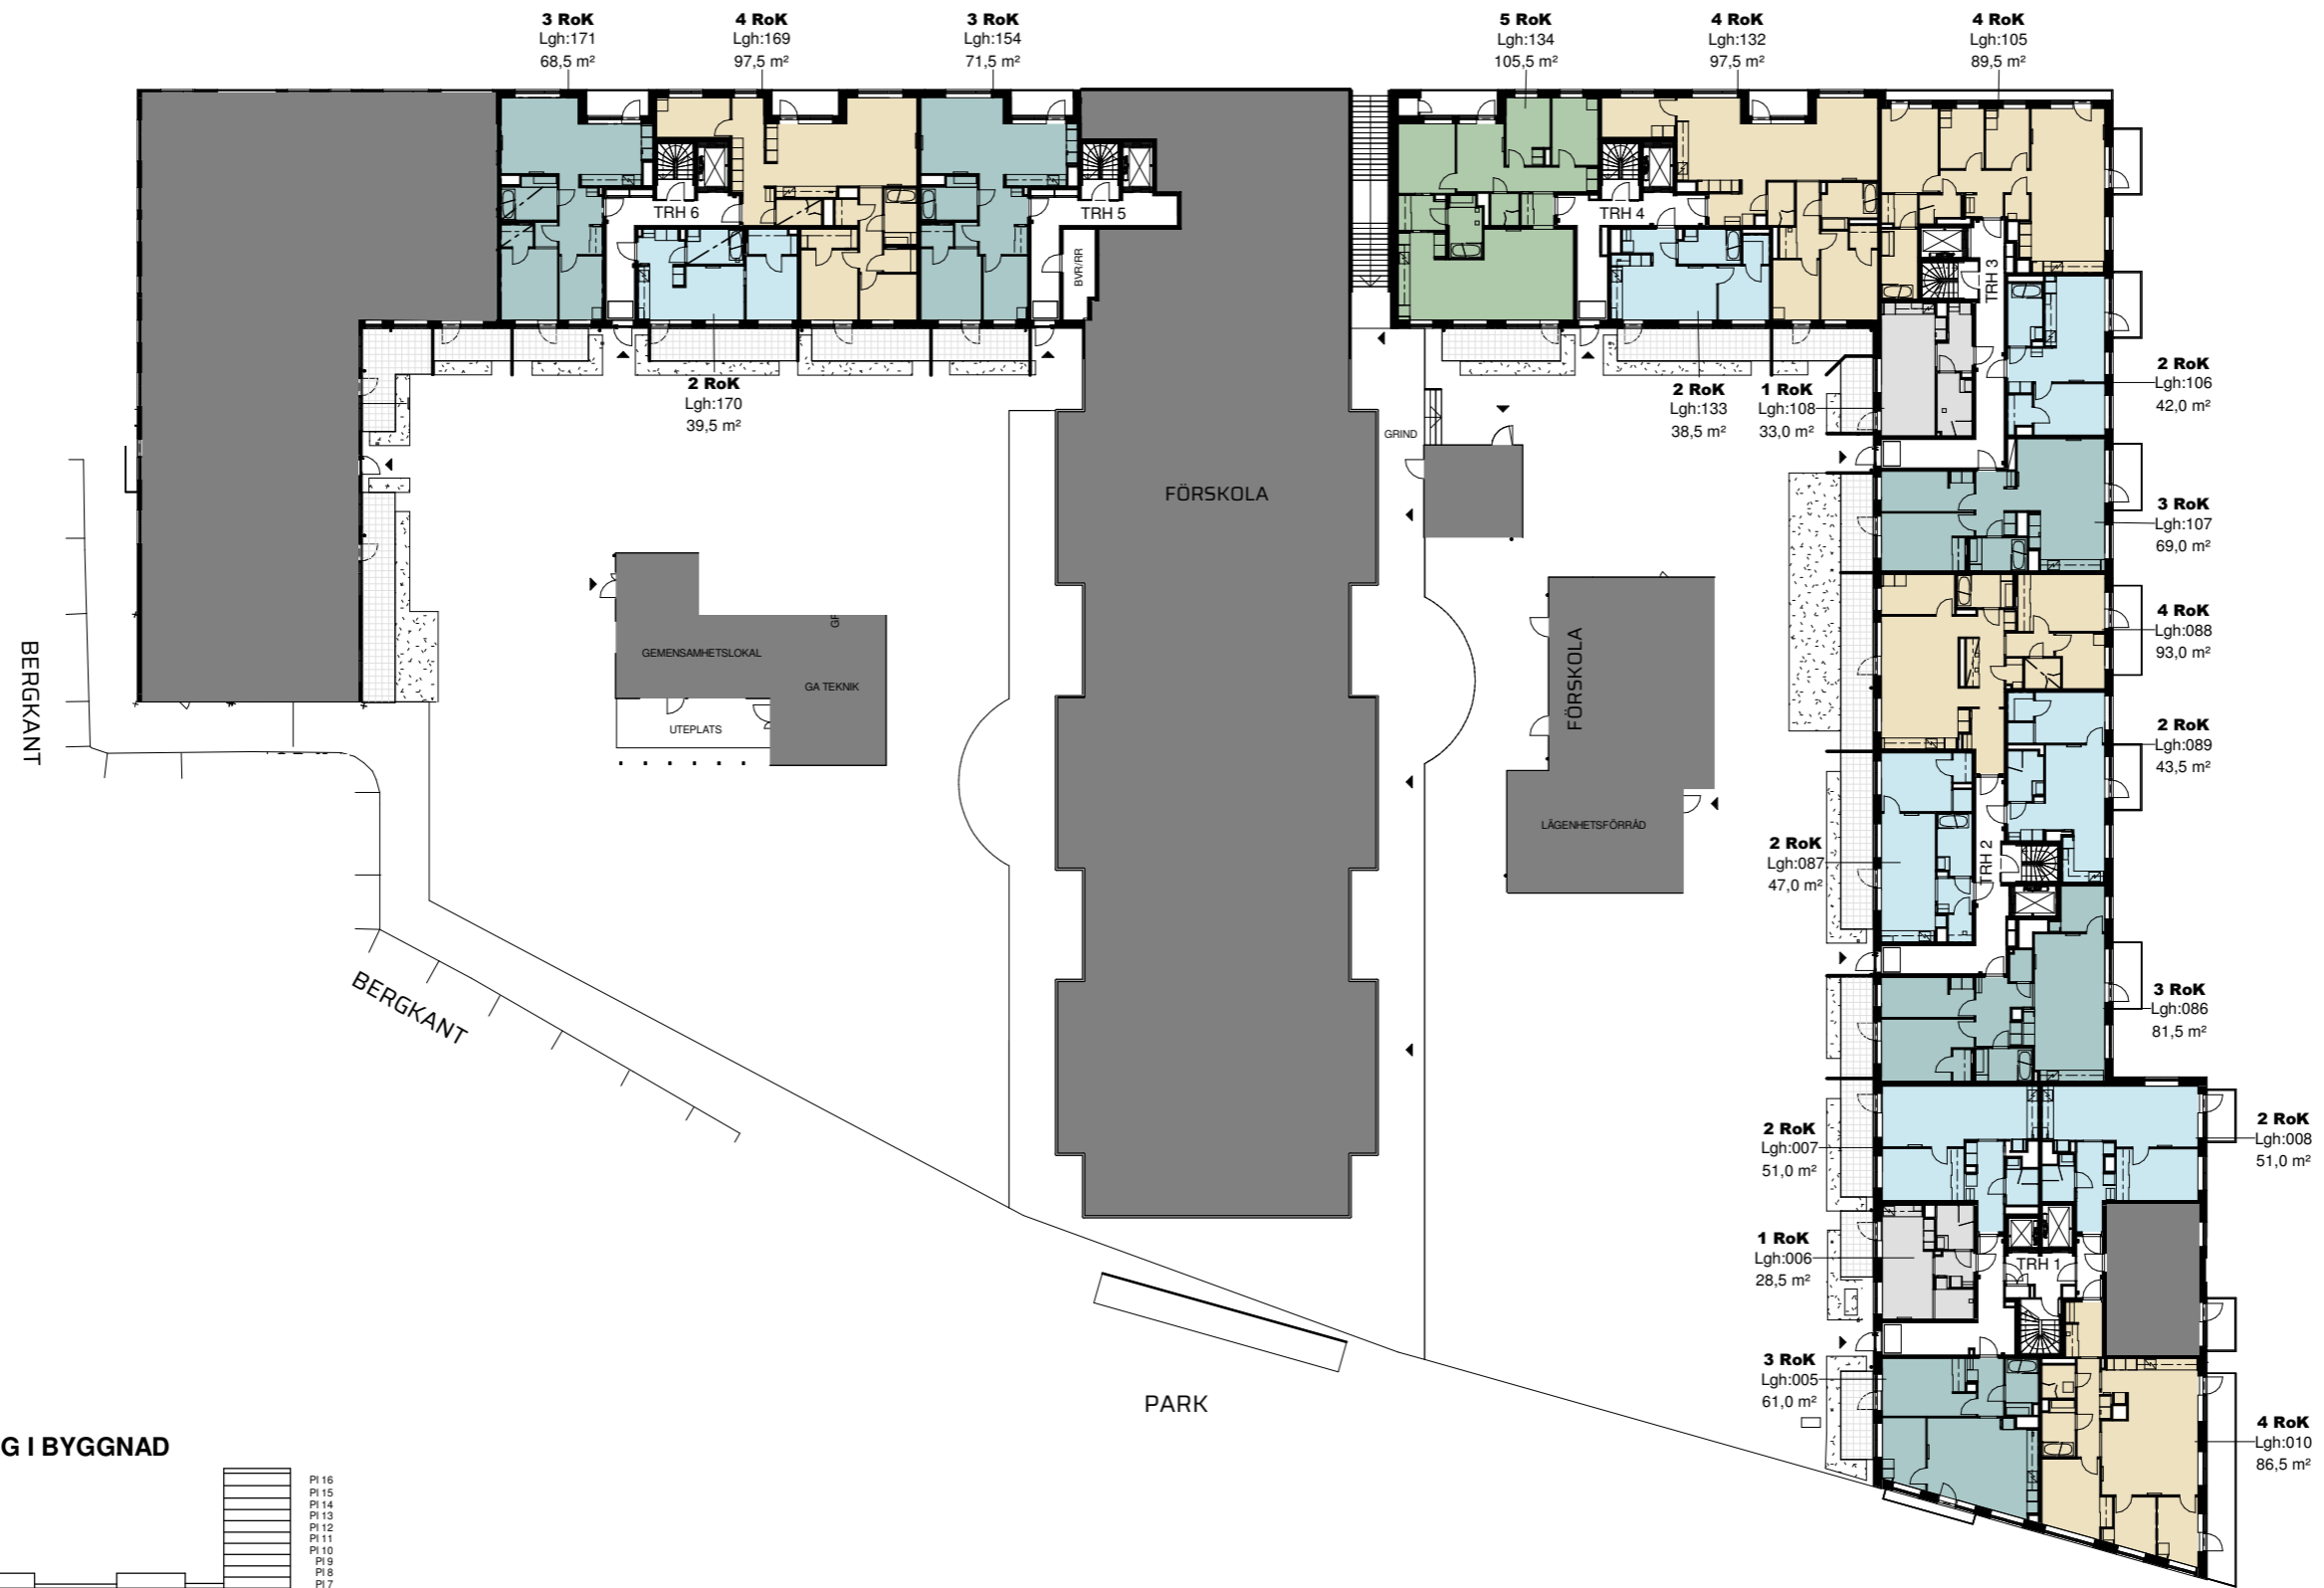 3 RoK
Lgh:171
68,5 m²
4 RoK
Lgh:169
97,5 m²
3 RoK
Lgh:154
71,5 m²
5 RoK
Lgh:134
105,5 m²
4 RoK
Lgh:132
97,5 m²
4 RoK
Lgh:105
89,5 m²
TRH 6
TRH 5
TRH 4
TRH 3
BVR/RR
2 RoK
Lgh:170
39,5 m²
2 RoK
Lgh:133
38,5 m²
1 RoK
Lgh:108
33,0 m²
2 RoK
Lgh:106
42,0 m²
GRIND
FÖRSKOLA
3 RoK
Lgh:107
69,0 m²
4 RoK
Lgh:088
93,0 m²
BERGKANT
GEMENSAMHETSLOKAL
GA TEKNIK
UTEPLATS
FÖRSKOLA
LÄGENHETSFÖRRÅD
2 RoK
Lgh:089
43,5 m²
2 RoK
Lgh:087
47,0 m²
TRH 2
BERGKANT
3 RoK
Lgh:086
81,5 m²
2 RoK
Lgh:007
51,0 m²
2 RoK
Lgh:008
51,0 m²
1 RoK
Lgh:006
28,5 m²
TRH 1
3 RoK
Lgh:005
61,0 m²
PARK
4 RoK
Lgh:010
86,5 m²
G I BYGGNAD
Pl 16
Pl 15
Pl 14
Pl 13
Pl 12
Pl 11
Pl 10
Pl 9
Pl 8
Pl 7